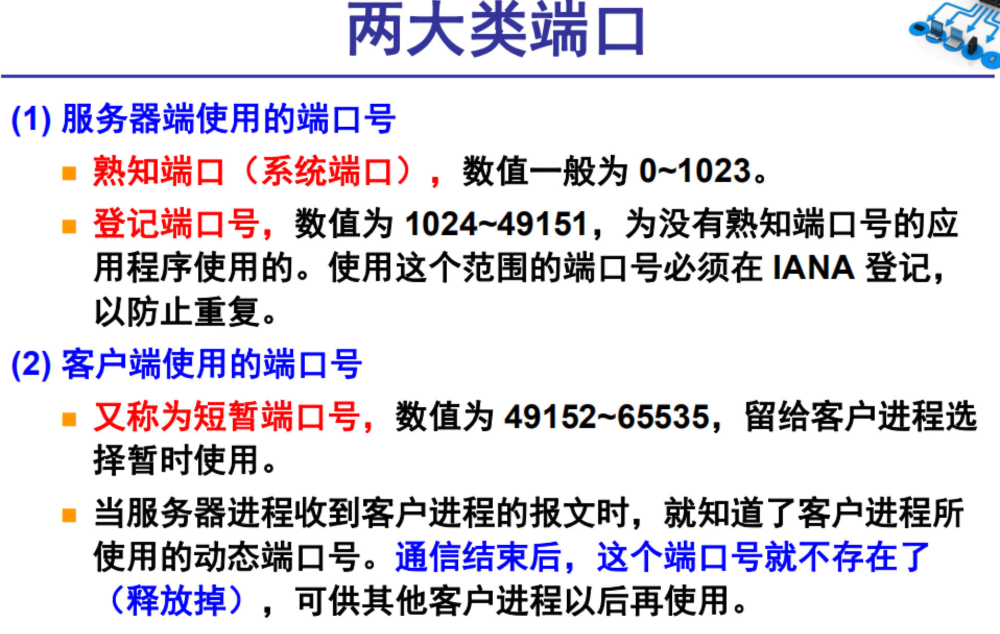 两大类端口
(1) 服务器端使用的端口号
熟知端口（系统端口），数值一般为 0~1023。
登记端口号，数值为 1024~49151，为没有熟知端口号的应
用程序使用的。使用这个范围的端口号必须在 IANA 登记，
以防止重复。
(2) 客户端使用的端口号
又称为短暂端口号，数值为 49152~65535，留给客户进程选
择暂时使用。
当服务器进程收到客户进程的报文时，就知道了客户进程所
使用的动态端口号。通信结束后，这个端口号就不存在了
（释放掉），可供其他客户进程以后再使用。